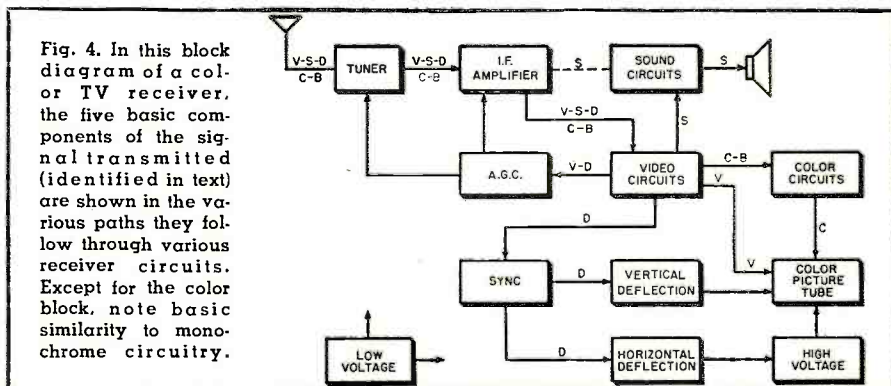 Fig. 4. In this block
diagram of a col-
or TV receiver,
the five basic com-
ponents of the sig-
nal transmitted
(identified in text)
are shown in the va-
rious paths they fol-
low through various
receiver circuits.
Except for the color
block, note basic
similarity to mono-
chrome circuitry.
V-S-D
C-B
TUNER
V-S-D
C-B
I.F.
AMPLIFIER
S
SOUND
CIRCUITS
S
V-S-D
C-B
S
A.G.C.
V-D
VIDEO
CIRCUITS
C-B
V
COLOR
CIRCUITS
D
V
C
SYNC
D
VERTICAL
DEFLECTION
COLOR
PICTURE
TUBE
LOW
VOLTAGE
D
HORIZONTAL
DEFLECTION
HIGH
VOLTAGE